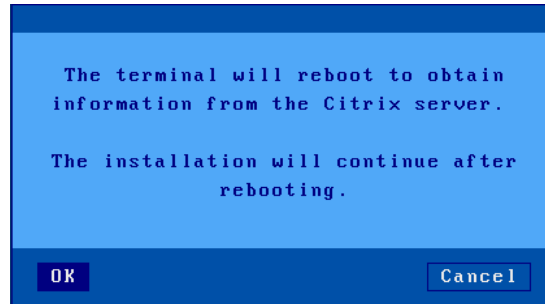 The terminal will reboot to obtain
information from the Citrix server.
The installation will continue after
rebooting.
OK
Cancel